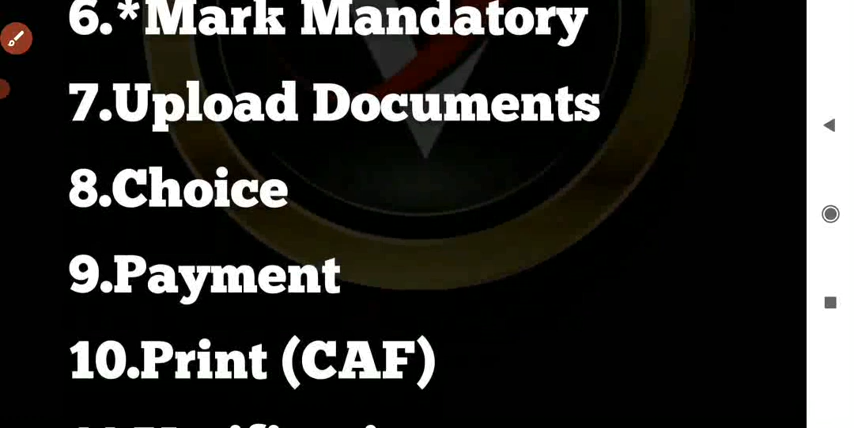 6.*Mark Mandatory
7.Upload Documents
8.Choice
9.Payment
10.Print (CAF)